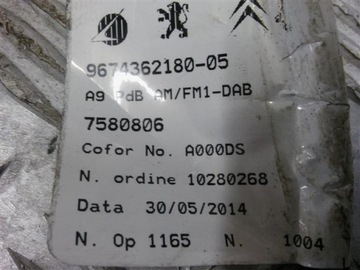 9674362180-05
A9 PdB AM/FM1-DAB
7580806
Cofor No. A000DS
N. ordine 10280268
Data 30/05/2014
N. Op 1165 N. 1004